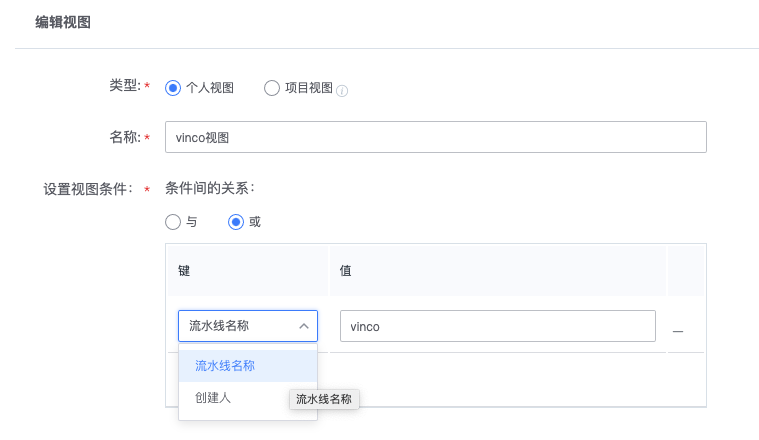 编辑视图
类型: * 个人视图 项目视图
名称: * vinco视图
设置视图条件: * 条件间的关系:
与 或
键 值
流水线名称 vinco
流水线名称
创建人
流水线名称